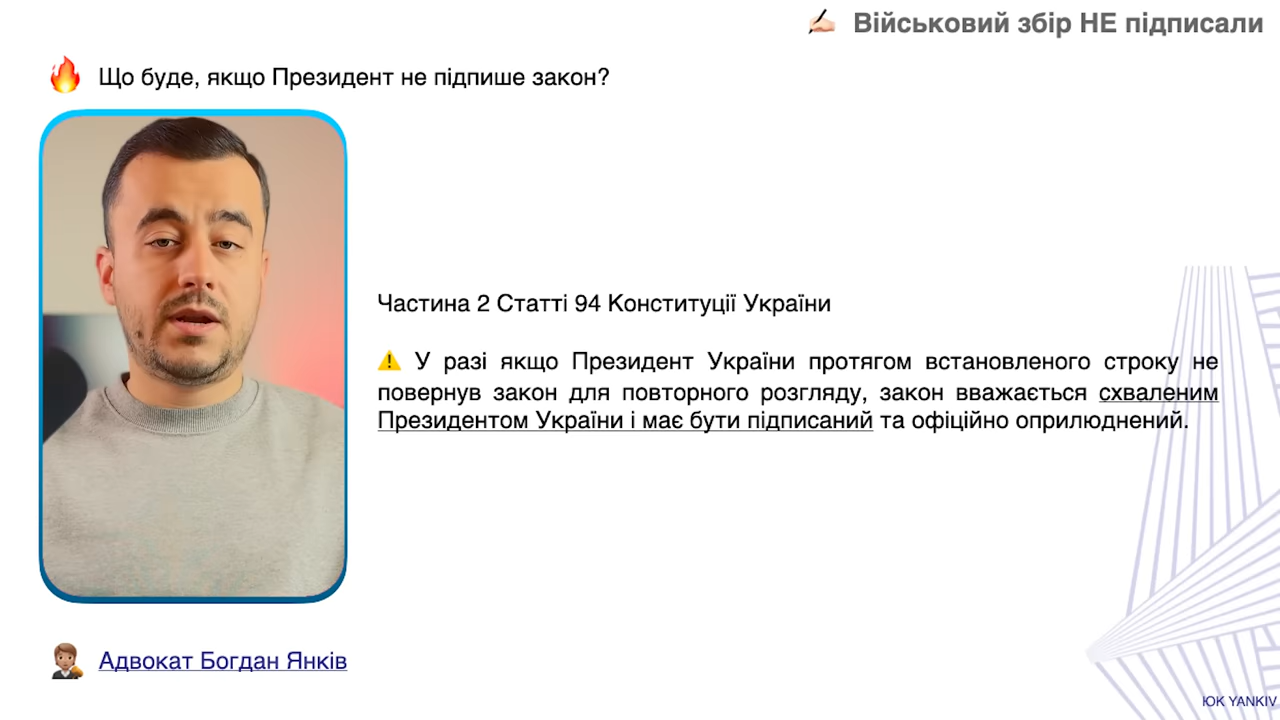 Військовий збір НЕ підписали
Що буде, якщо Президент не підпише закон?
Частина 2 Статті 94 Конституції України
У разі якщо Президент України протягом встановленого строку не
повернув закон для повторного розгляду, закон вважається схваленим
Президентом України і має бути підписаний та офіційно оприлюднений.
Адвокат Богдан Янків
ЮК YANKIV